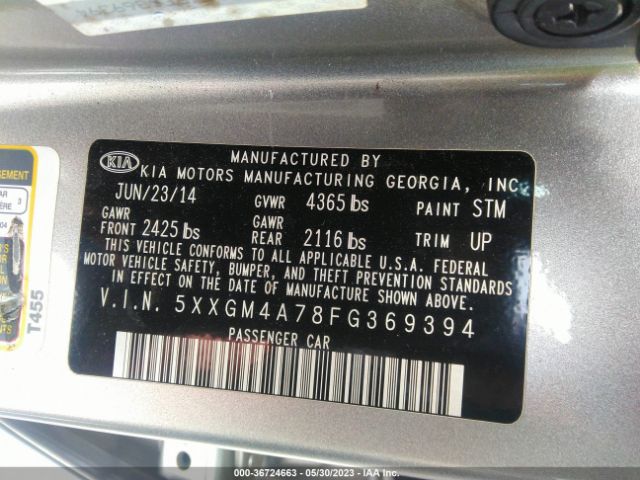 KIA
MANUFACTURED BY
KIA MOTORS MANUFACTURING GEORGIA, INC
JUN/23/14 GVWR 4365 lbs PAINT STM
GAWR FRONT 2425 lbs GAWR REAR 2116 lbs TRIM UP
THIS VEHICLE CONFORMS TO ALL APPLICABLE U.S.A. FEDERAL
MOTOR VEHICLE SAFETY, BUMPER, AND THEFT PREVENTION STANDARDS
IN EFFECT ON THE DATE OF MANUFACTURE SHOWN ABOVE.
V.I.N. 5XXGM4A78FG369394
PASSENGER CAR
T455
000-36724663 - 05/30/2023 - IAA Inc.